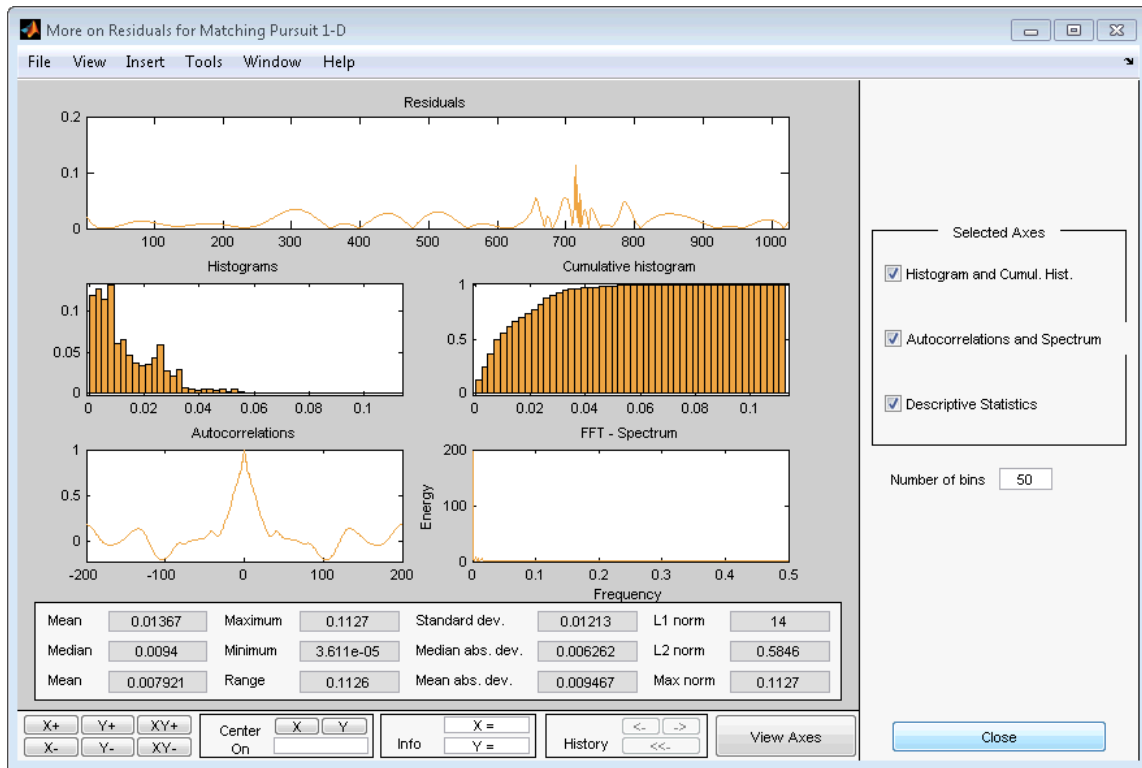 More on Residuals for Matching Pursuit 1-D
File View Insert Tools Window Help
Residuals
0.2
0.1
0
100 200 300 400 500 600 700 800 900 1000
Histograms
0.1
0.05
0
0 0.02 0.04 0.06 0.08 0.1
Cumulative histogram
1
0.5
0
0 0.02 0.04 0.06 0.08 0.1
Autocorrelations
1
0.5
0
-200 -100 0 100 200
FFT - Spectrum
Energy
200
100
0
0 0.1 0.2 0.3 0.4 0.5
Frequency
Mean 0.01367 Maximum 0.1127 Standard dev. 0.01213 L1 norm 14
Median 0.0094 Minimum 3.611e-05 Median abs. dev. 0.006262 L2 norm 0.5846
Mean 0.007921 Range 0.1126 Mean abs. dev. 0.009467 Max norm 0.1127
Selected Axes
Histogram and Cumul. Hist.
Autocorrelations and Spectrum
Descriptive Statistics
Number of bins 50
X+ Y+ XY+
X- Y- XY-
Center On X Y
Info X = Y =
History <- -> <<-
View Axes
Close